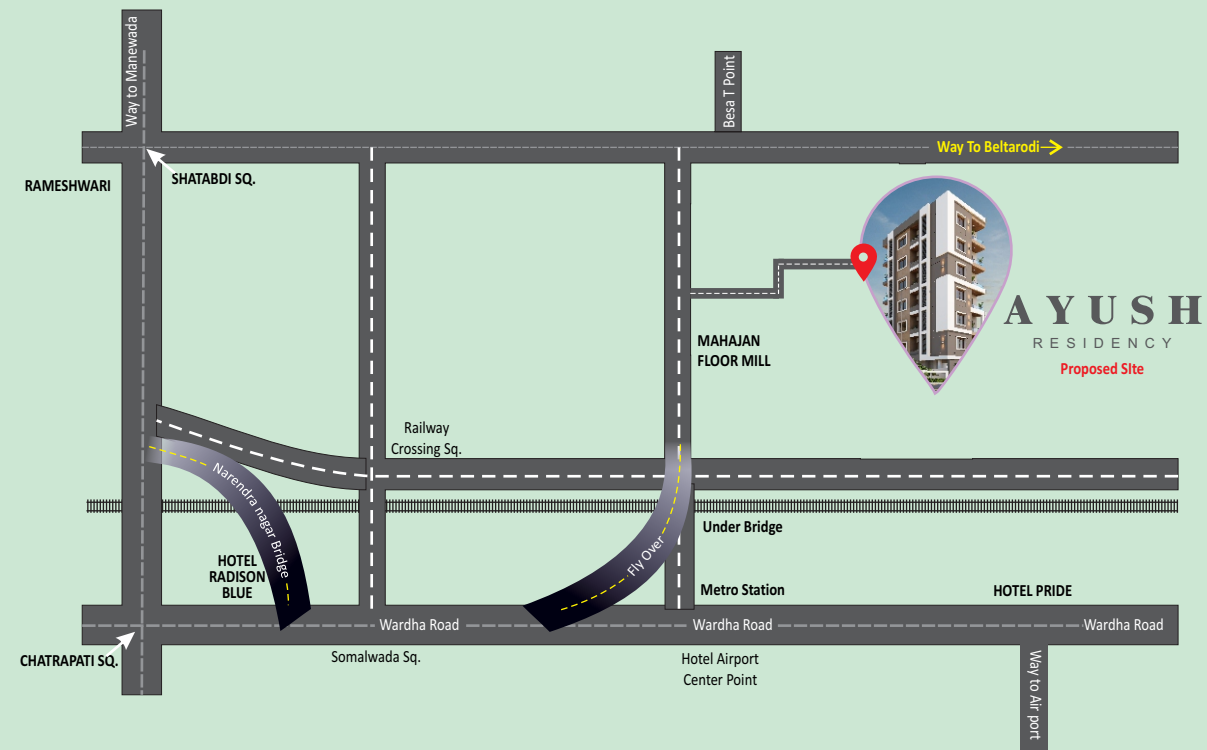 Way to Manewada
Besa T Point
Way To Beltarodi
SHATABDI SQ.
RAMESHWARI
AYUSH
RESIDENCY
Proposed SIte
MAHAJAN
FLOOR MILL
Railway
Crossing Sq.
Narendra nagar Bridge
Under Bridge
Fly Over
HOTEL
RADISON
BLUE
Metro Station
HOTEL PRIDE
Wardha Road
Wardha Road
Wardha Road
CHATRAPATI SQ.
Somalwada Sq.
Hotel Airport
Center Point
Way to Air port